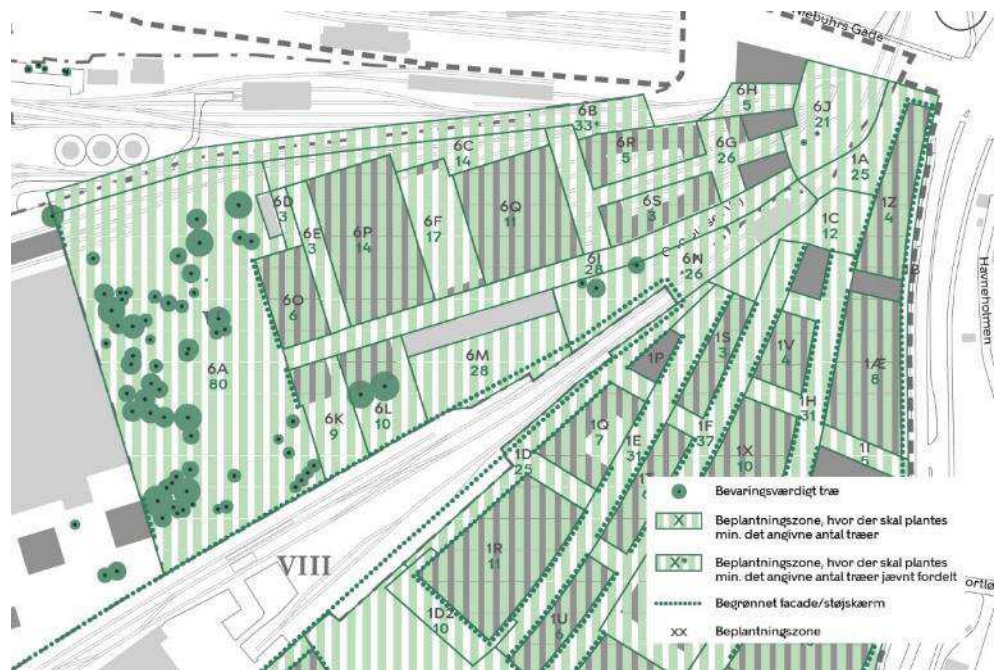 Niebuhrs Gade
6H
5
6J
21
6B
33*
6R
5
6G
26
6C
14
1A
25
6D
3
6E
3
6P
14
6F
17
6Q
11
6S
3
1Z
4
1C
12
6I
28
6N
26
6O
6
Havneholmen
1S
3
1V
4
1P
6M
28
1Æ
8
6A
80
6L
10
6K
9
1H
31
1Q
7
1E
31
1F
37
1D
25
1X
10
1I
5
1R
11
VIII
1D2
10
1U
6
Bevaringsværdigt træ
X
Beplantningszone, hvor der skal plantes
min. det angivne antal træer
X*
Beplantningszone, hvor der skal plantes
min. det angivne antal træer jævnt fordelt
Begrønnet facade/støjskærm
XX
Beplantningszone